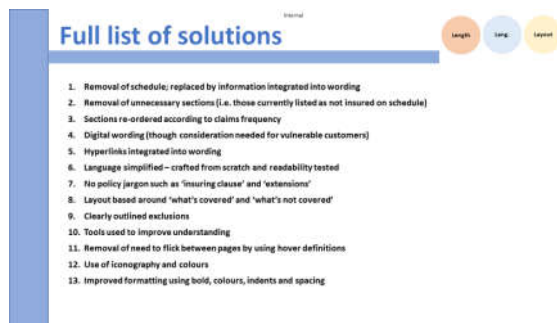 Internal
Full list of solutions
Length
Lang.
Layout
1. Removal of schedule; replaced by information integrated into wording
2. Removal of unnecessary sections (i.e. those currently listed as not insured on schedule)
3. Sections re-ordered according to claims frequency
4. Digital wording (though consideration needed for vulnerable customers)
5. Hyperlinks integrated into wording
6. Language simplified – crafted from scratch and readability tested
7. No policy jargon such as ‘insuring clause’ and ‘extensions’
8. Layout based around ‘what’s covered’ and ‘what’s not covered’
9. Clearly outlined exclusions
10. Tools used to improve understanding
11. Removal of need to flick between pages by using hover definitions
12. Use of iconography and colours
13. Improved formatting using bold, colours, indents and spacing